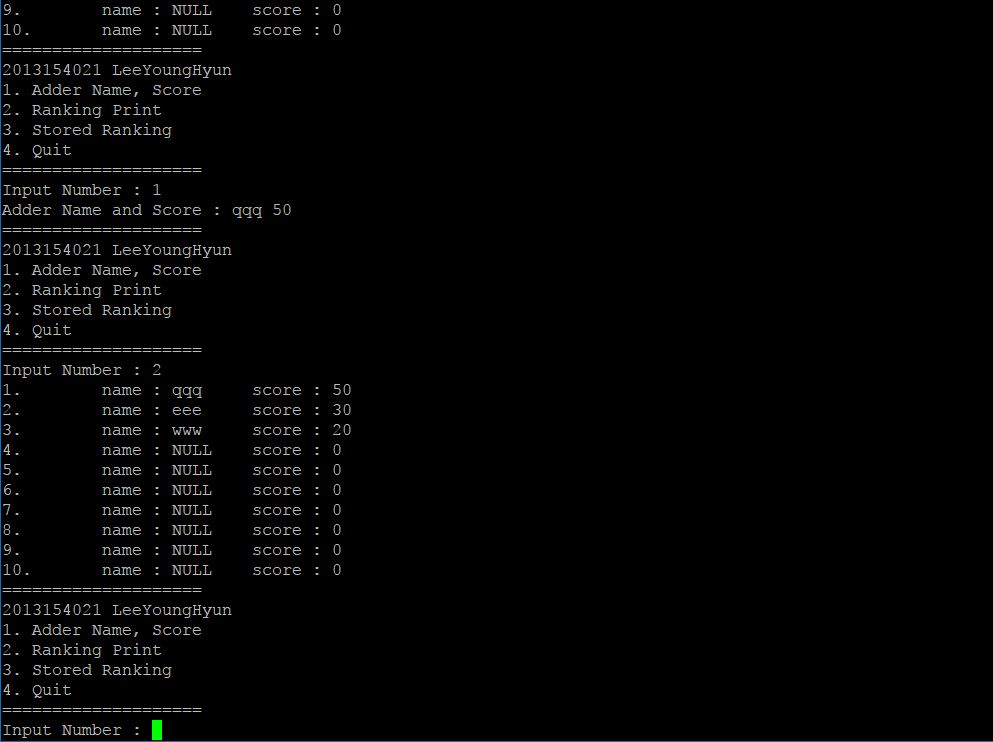 9.        name : NULL    score : 0
10.       name : NULL    score : 0
====================
2013154021 LeeYoungHyun
1. Adder Name, Score
2. Ranking Print
3. Stored Ranking
4. Quit
====================
Input Number : 1
Adder Name and Score : qqq 50
====================
2013154021 LeeYoungHyun
1. Adder Name, Score
2. Ranking Print
3. Stored Ranking
4. Quit
====================
Input Number : 2
1.        name : qqq     score : 50
2.        name : eee     score : 30
3.        name : www     score : 20
4.        name : NULL    score : 0
5.        name : NULL    score : 0
6.        name : NULL    score : 0
7.        name : NULL    score : 0
8.        name : NULL    score : 0
9.        name : NULL    score : 0
10.       name : NULL    score : 0
====================
2013154021 LeeYoungHyun
1. Adder Name, Score
2. Ranking Print
3. Stored Ranking
4. Quit
====================
Input Number :